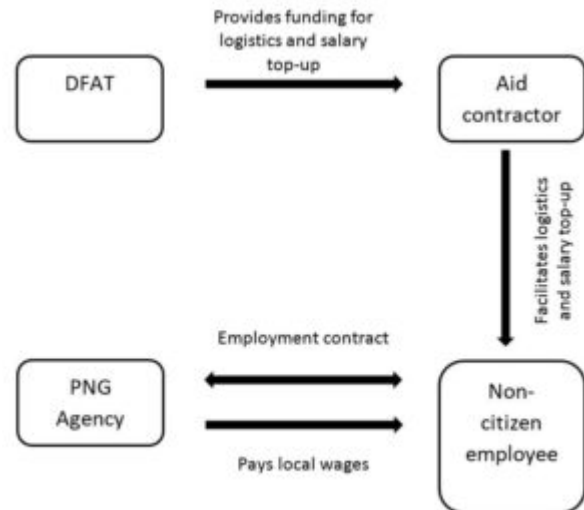 Provides funding for
logistics and salary
top-up
DFAT
Aid
contractor
Facilitates logistics
and salary top-up
Employment contract
PNG
Agency
Non-
citizen
employee
Pays local wages